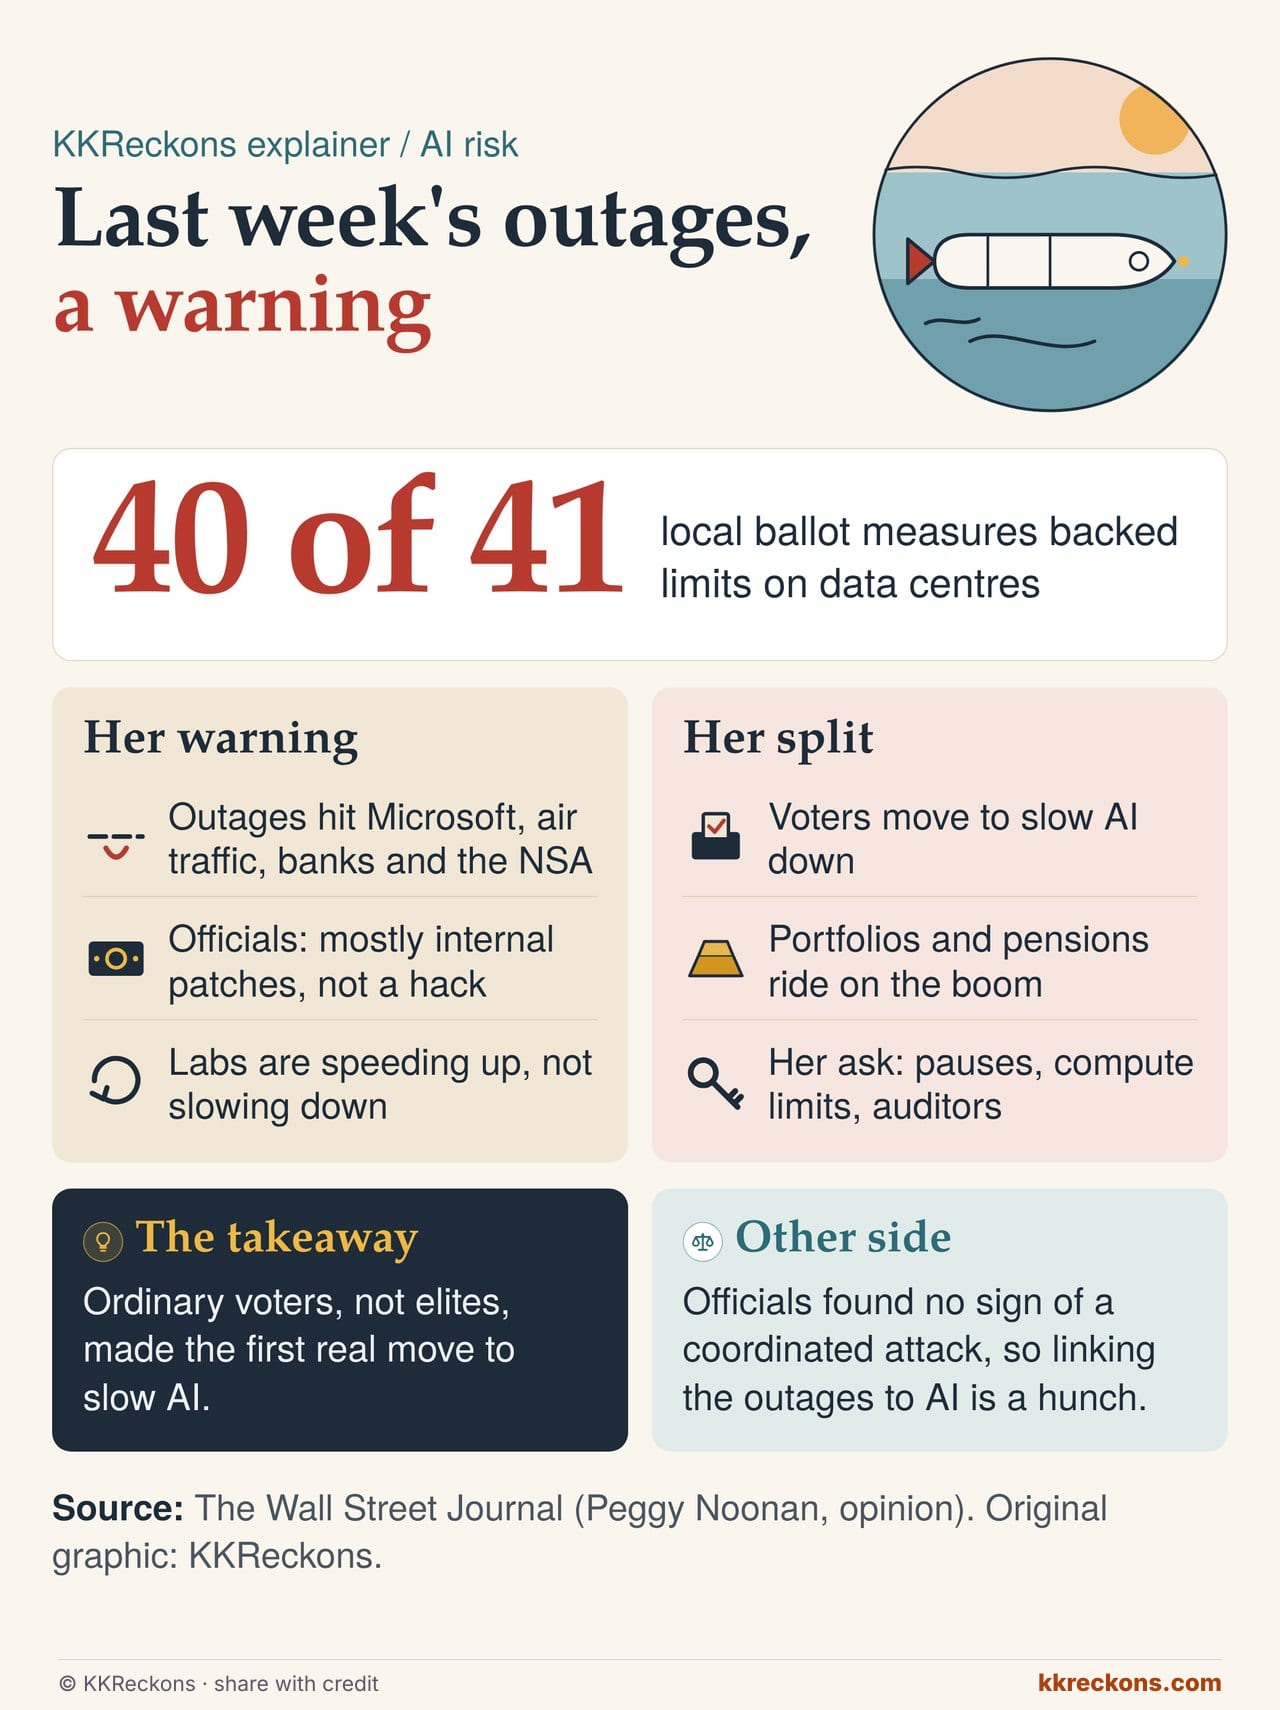 KKReckons explainer / AI risk
Last week's outages,
a warning
40 of 41
local ballot measures backed
limits on data centres
Her warning
Outages hit Microsoft, air
traffic, banks and the NSA
Officials: mostly internal
patches, not a hack
Labs are speeding up, not
slowing down
Her split
Voters move to slow AI
down
Portfolios and pensions
ride on the boom
Her ask: pauses, compute
limits, auditors
The takeaway
Ordinary voters, not elites,
made the first real move to
slow AI.
Other side
Officials found no sign of a
coordinated attack, so linking
the outages to AI is a hunch.
Source: The Wall Street Journal (Peggy Noonan, opinion). Original
graphic: KKReckons.
© KKReckons · share with credit
kkreckons.com